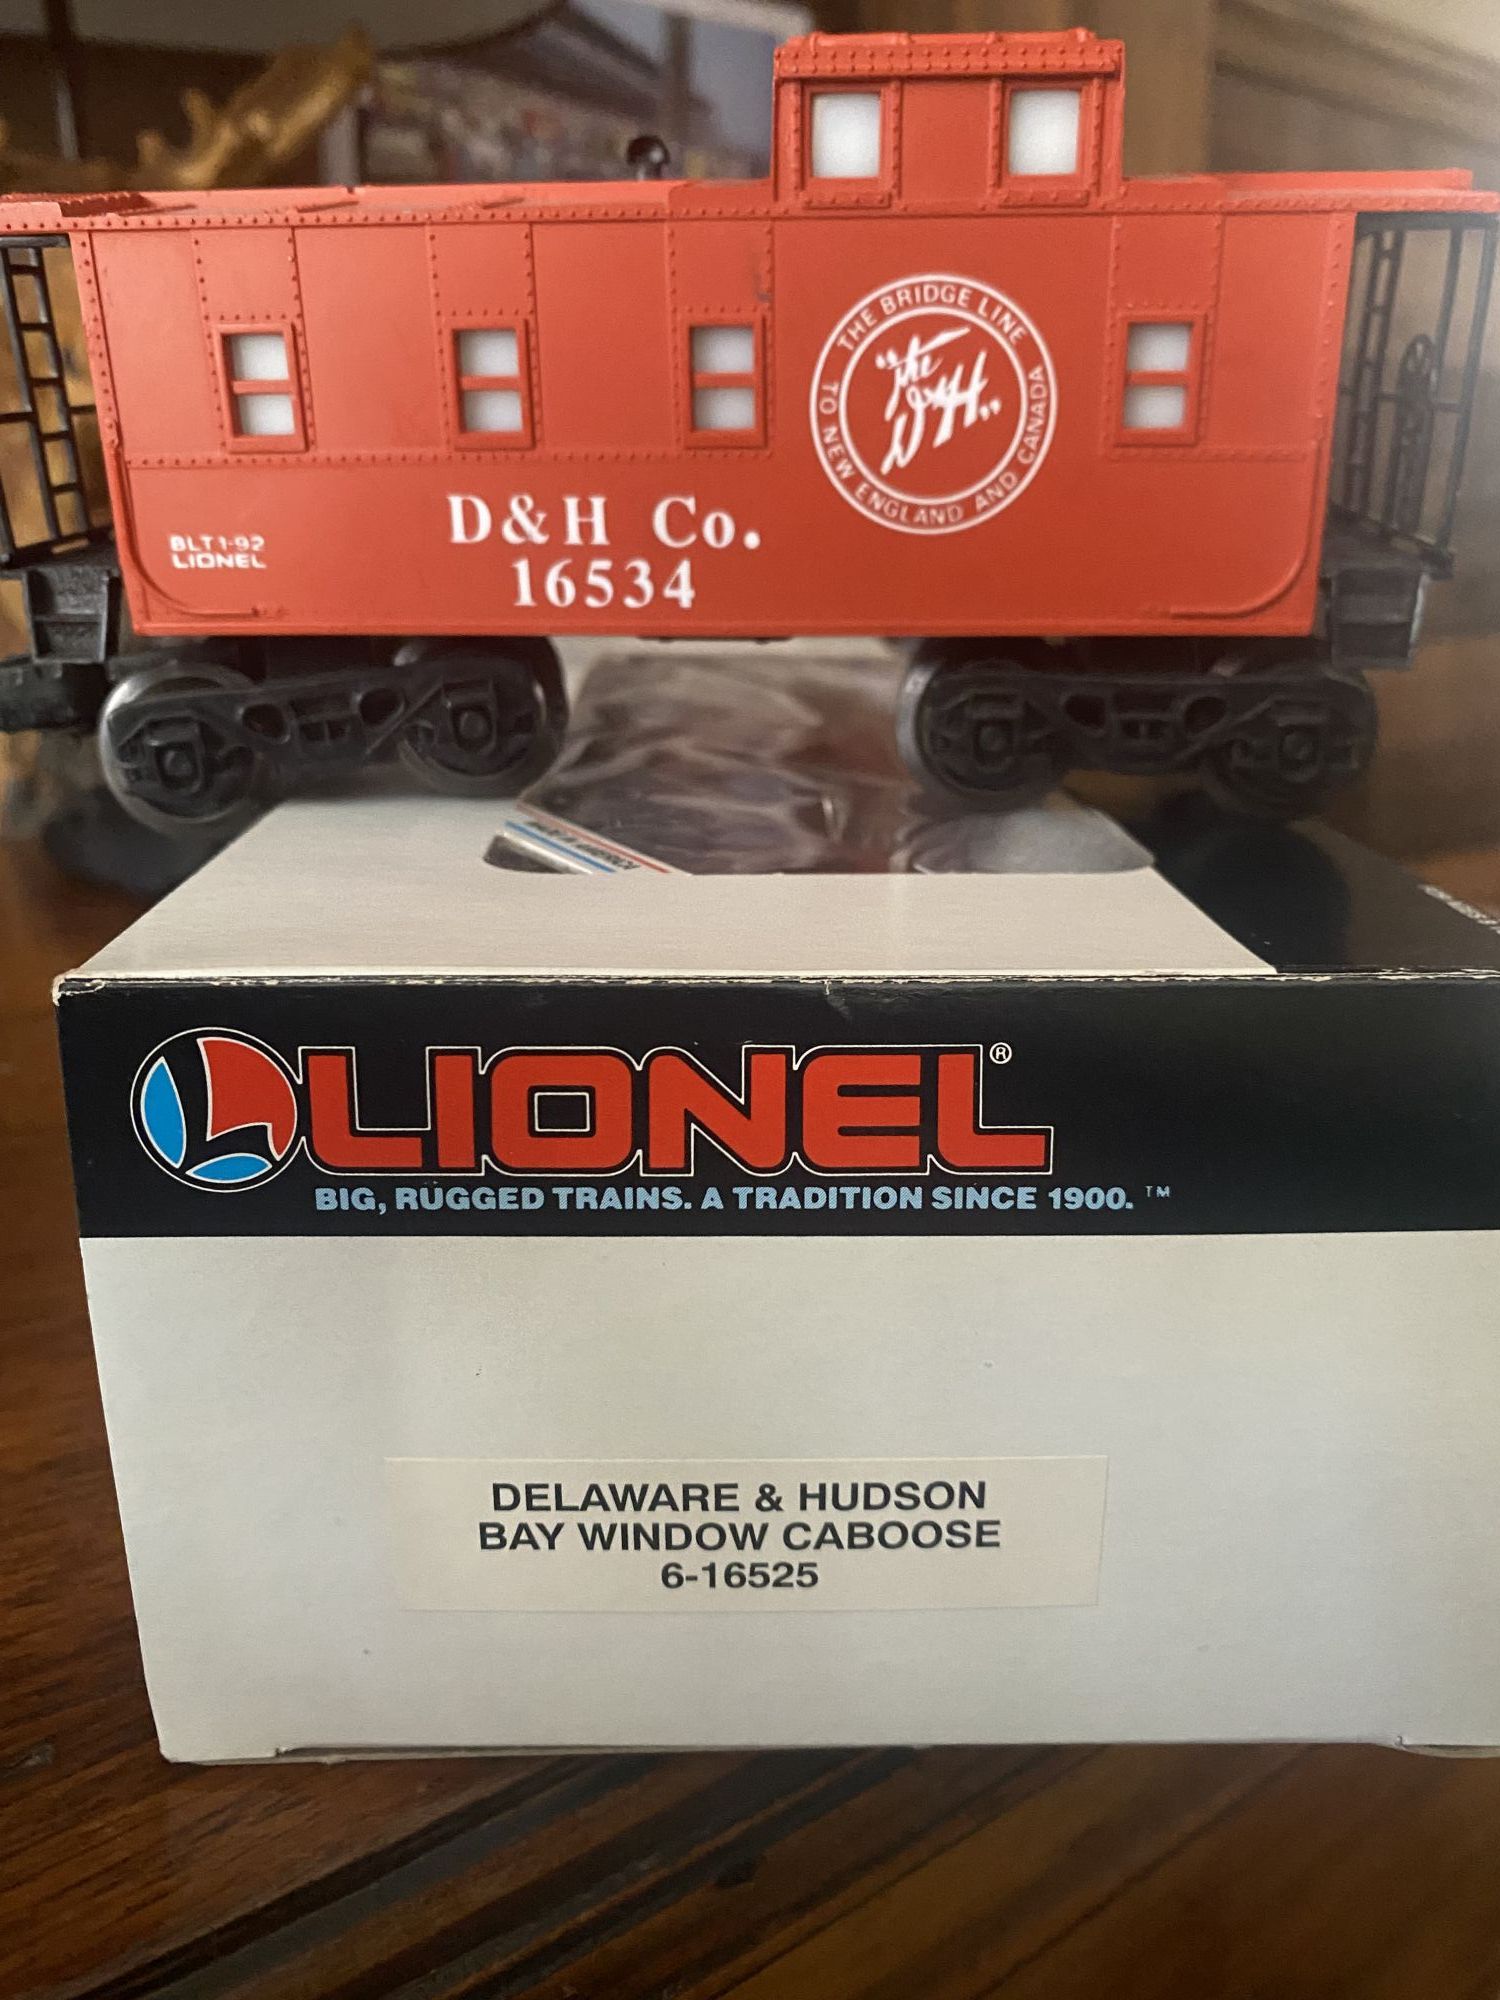 THE BRIDGE LINE
TO NEW ENGLAND AND CANADA
"The
D&H"
D&H Co.
16534
BLT 1-92
LIONEL
LIONEL®
BIG, RUGGED TRAINS. A TRADITION SINCE 1900.™
DELAWARE & HUDSON
BAY WINDOW CABOOSE
6-16525